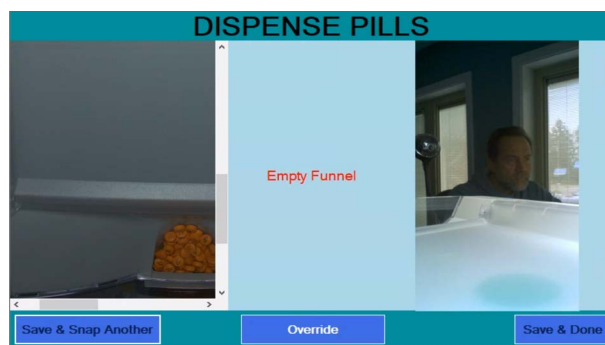 DISPENSE PILLS
Empty Funnel
Save & Snap Another
Override
Save & Done